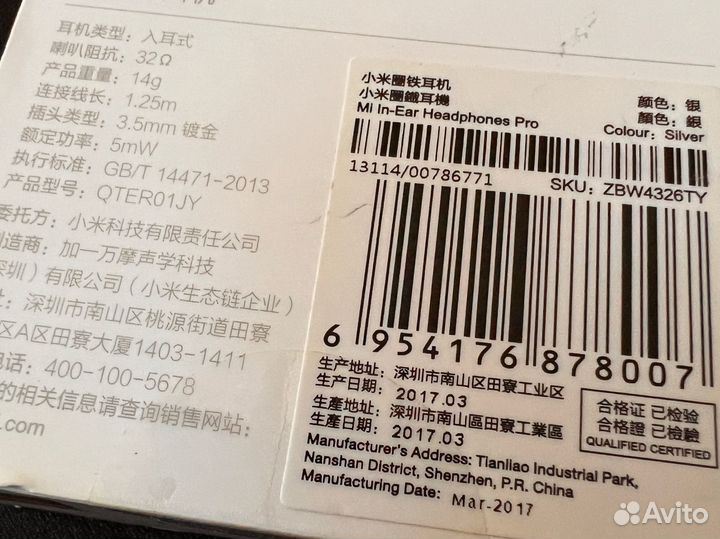 耳机类型：入耳式
喇叭阻抗：32Ω
产品重量：14g
连接线长：1.25m
插头类型：3.5mm 镀金
额定功率：5mW
执行标准：GB/T 14471-2013
产品型号：QTER01JY
委托方：小米科技有限责任公司
制造商：加一万摩声学科技
深圳）有限公司（小米生态链企业）
址：深圳市南山区桃源街道田寮
区A区田寮大厦1403-1411
电话：400-100-5678
的相关信息请查询销售网站：
.com
小米圈铁耳机
小米圈鐵耳機
Mi In-Ear Headphones Pro
颜色：银
顏色：銀
Colour: Silver
13114/00786771
SKU: ZBW4326TY
6 954176 878007
生产地址：深圳市南山区田寮工业区
生产日期：2017.03
生產地址：深圳市南山區田寮工業區
生產日期：2017.03
合格证 已检验
合格證 已檢驗
QUALIFIED CERTIFIED
Manufacturer's Address: Tianliao Industrial Park,
Nanshan District, Shenzhen, P.R. China
Manufacturing Date: Mar-2017
Avito